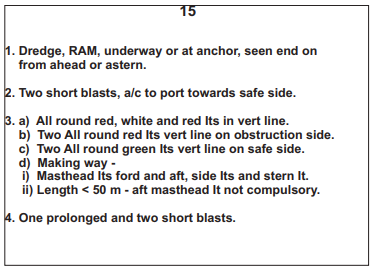 15
1. Dredge, RAM, underway or at anchor, seen end on
from ahead or astern.
2. Two short blasts, a/c to port towards safe side.
3. a) All round red, white and red lts in vert line.
b) Two All round red lts vert line on obstruction side.
c) Two All round green lts vert line on safe side.
d) Making way -
i) Masthead lts ford and aft, side lts and stern lt.
ii) Length < 50 m - aft masthead lt not compulsory.
4. One prolonged and two short blasts.